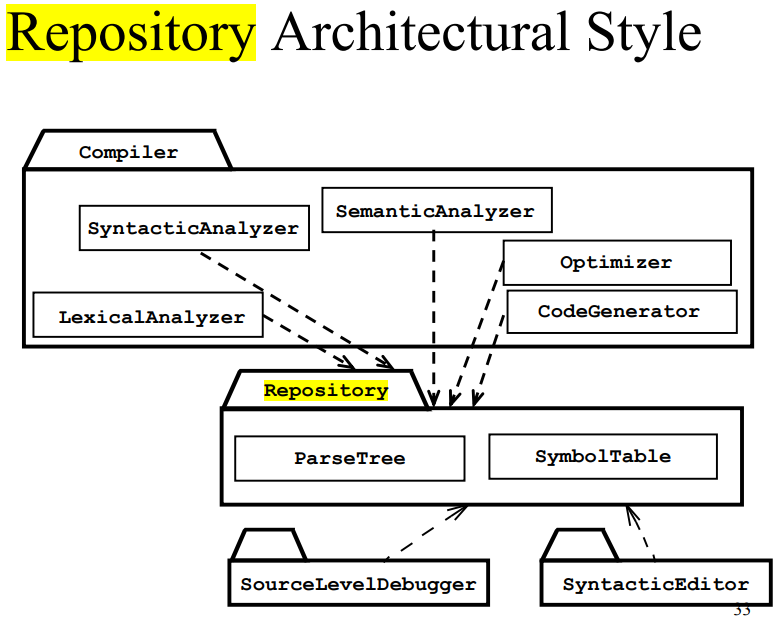 Repository Architectural Style
Compiler
SemanticAnalyzer
SyntacticAnalyzer
Optimizer
CodeGenerator
LexicalAnalyzer
Repository
ParseTree
SymbolTable
SourceLevelDebugger
SyntacticEditor
33